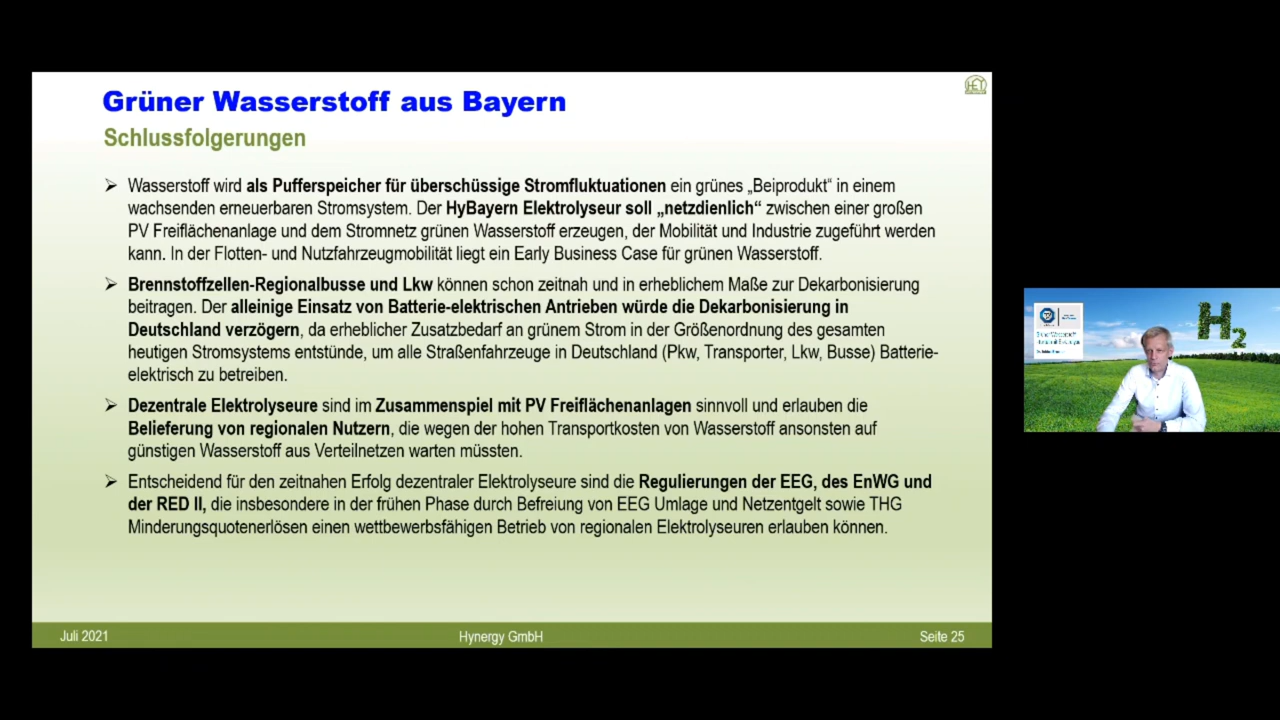 Grüner Wasserstoff aus Bayern
Schlussfolgerungen
Wasserstoff wird als Pufferspeicher für überschüssige Stromfluktuationen ein grünes „Beiprodukt“ in einem
wachsenden erneuerbaren Stromsystem. Der HyBayern Elektrolyseur soll „netzdienlich“ zwischen einer großen
PV Freiflächenanlage und dem Stromnetz grünen Wasserstoff erzeugen, der Mobilität und Industrie zugeführt werden
kann. In der Flotten- und Nutzfahrzeugmobilität liegt ein Early Business Case für grünen Wasserstoff.
Brennstoffzellen-Regionalbusse und Lkw können schon zeitnah und in erheblichem Maße zur Dekarbonisierung
beitragen. Der alleinige Einsatz von Batterie-elektrischen Antrieben würde die Dekarbonisierung in
Deutschland verzögern, da erheblicher Zusatzbedarf an grünem Strom in der Größenordnung des gesamten
heutigen Stromsystems entstünde, um alle Straßenfahrzeuge in Deutschland (Pkw, Transporter, Lkw, Busse) Batterie-
elektrisch zu betreiben.
Dezentrale Elektrolyseure sind im Zusammenspiel mit PV Freiflächenanlagen sinnvoll und erlauben die
Belieferung von regionalen Nutzern, die wegen der hohen Transportkosten von Wasserstoff ansonsten auf
günstigen Wasserstoff aus Verteilnetzen warten müssten.
Entscheidend für den zeitnahen Erfolg dezentraler Elektrolyseure sind die Regulierungen der EEG, des EnWG und
der RED II, die insbesondere in der frühen Phase durch Befreiung von EEG Umlage und Netzentgelt sowie THG
Minderungsquotenerlösen einen wettbewerbsfähigen Betrieb von regionalen Elektrolyseuren erlauben können.
Juli 2021
Hynergy GmbH
Seite 25
H2